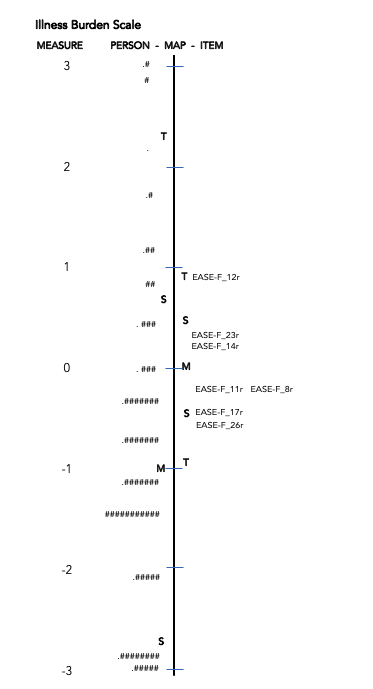 Illness Burden Scale
MEASURE PERSON - MAP - ITEM
3 .#
#
T
.
2
.#
.##
1
T EASE-F_12r
##
S
. ### S
EASE-F_23r
EASE-F_14r
0 . ### M
EASE-F_11r EASE-F_8r
.#######
S EASE-F_17r
EASE-F_26r
.#######
T
-1 M
.#######
###########
-2
.#####
S
.########
-3 .#####